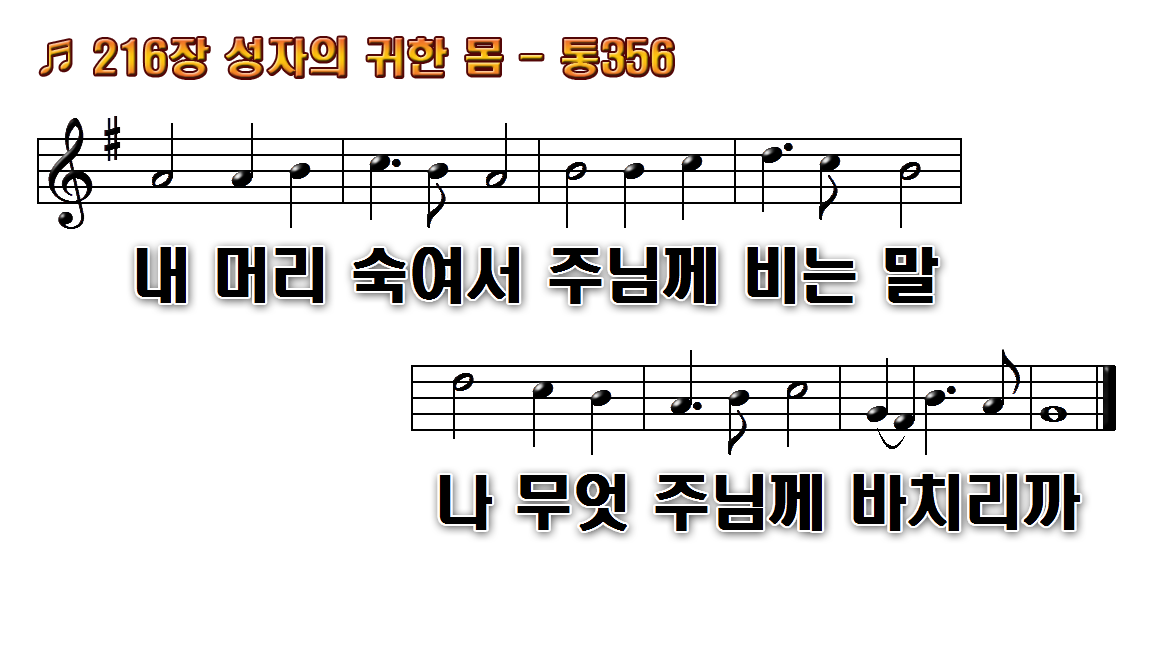 ♬ 216장 성자의 귀한 몸 - 통356
내 머리 숙여서 주님께 비는 말
나 무엇 주님께 바치리까